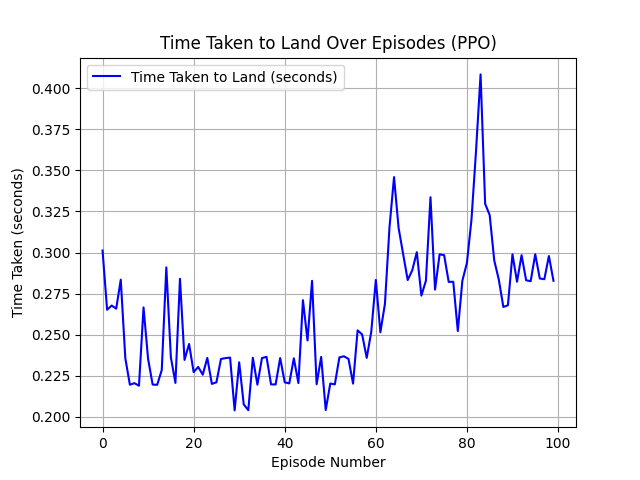 Time Taken to Land Over Episodes (PPO)
Time Taken to Land (seconds)
0.400
0.375
0.350
0.325
0.300
0.275
0.250
0.225
0.200
Time Taken (seconds)
0 20 40 60 80 100
Episode Number